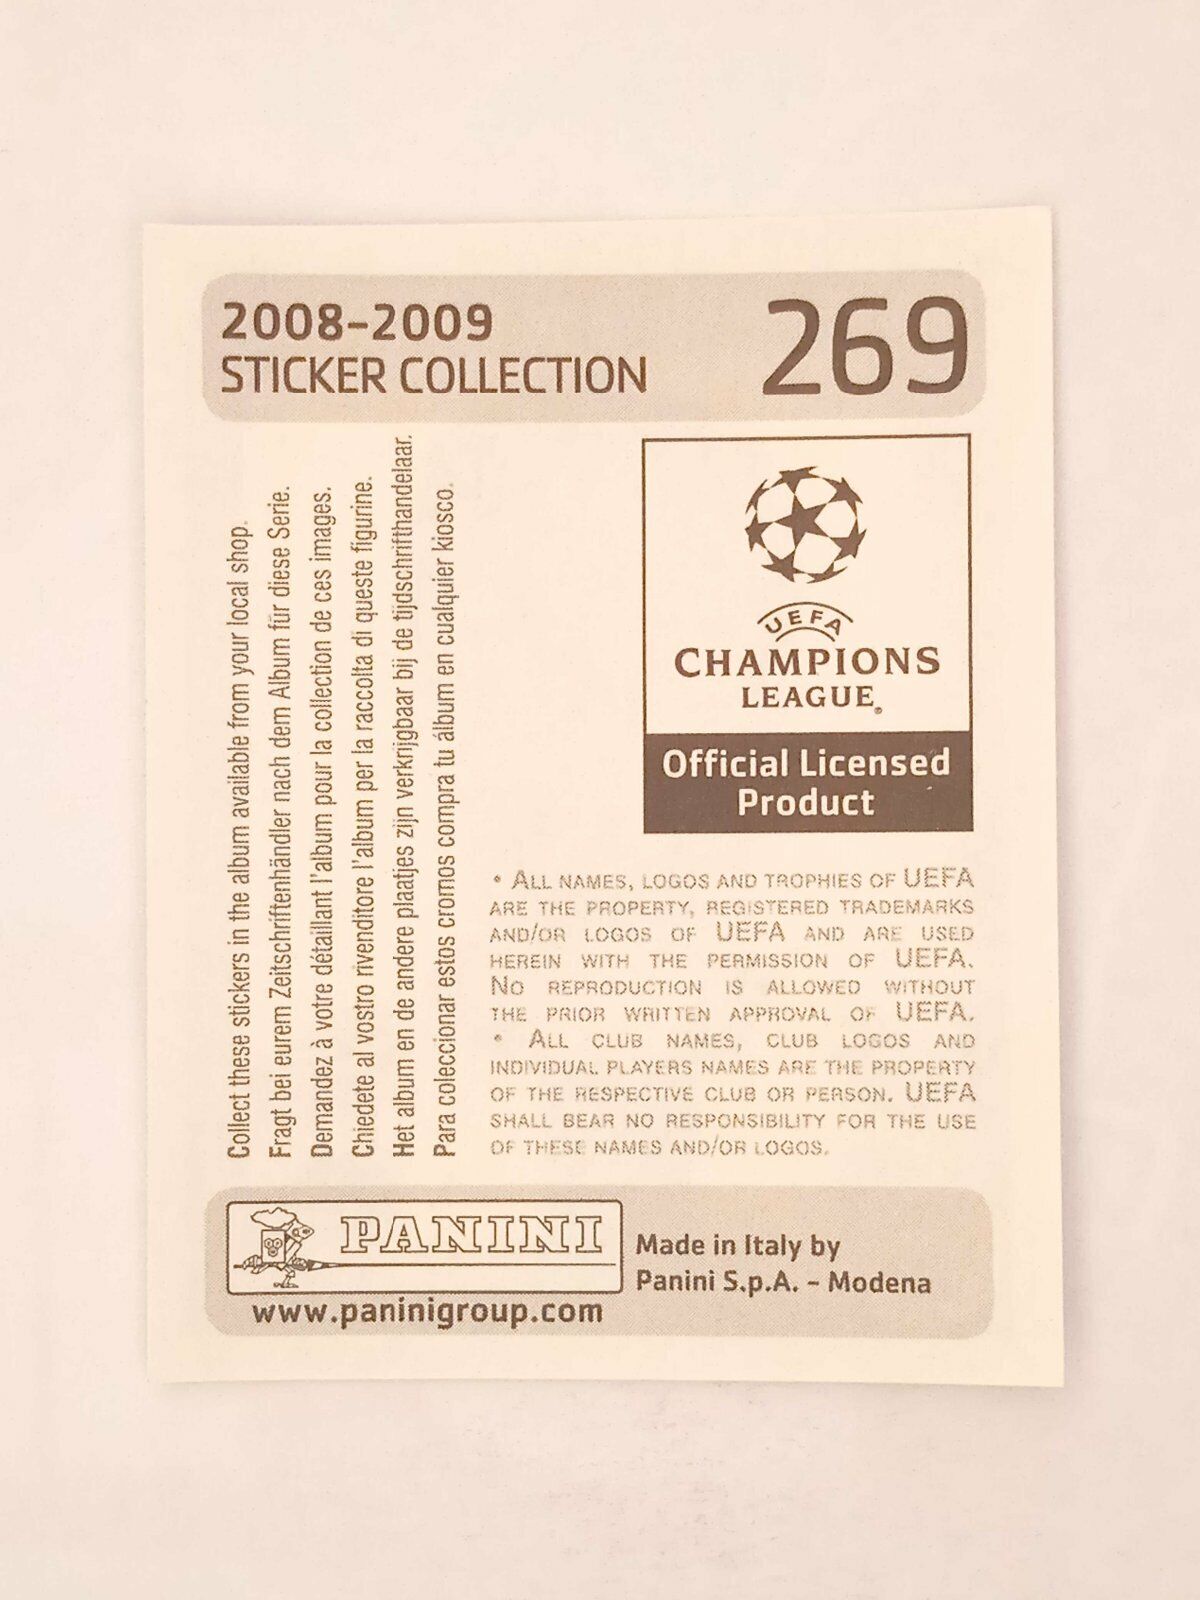 2008-2009
STICKER COLLECTION
269
Collect these stickers in the album available from your local shop.
Fragt bei eurem Zeitschriftenhändler nach dem Album für diese Serie.
Demandez à votre détaillant l'album pour la collection de ces images.
Chiedete al vostro rivenditore l'album per la raccolta di queste figurine.
Het album en de andere plaatjes zijn verkrijgbaar bij de tijdschrifthandelaar.
Para coleccionar estos cromos compra tu álbum en cualquier kiosco.
UEFA
CHAMPIONS
LEAGUE®
Official Licensed
Product
• ALL NAMES, LOGOS AND TROPHIES OF UEFA
ARE THE PROPERTY, REGISTERED TRADEMARKS
AND/OR LOGOS OF UEFA AND ARE USED
HEREIN WITH THE PERMISSION OF UEFA.
NO REPRODUCTION IS ALLOWED WITHOUT
THE PRIOR WRITTEN APPROVAL OF UEFA.
• ALL CLUB NAMES, CLUB LOGOS AND
INDIVIDUAL PLAYERS NAMES ARE THE PROPERTY
OF THE RESPECTIVE CLUB OR PERSON. UEFA
SHALL BEAR NO RESPONSIBILITY FOR THE USE
OF THESE NAMES AND/OR LOGOS.
PANINI
www.paninigroup.com
Made in Italy by
Panini S.p.A. - Modena